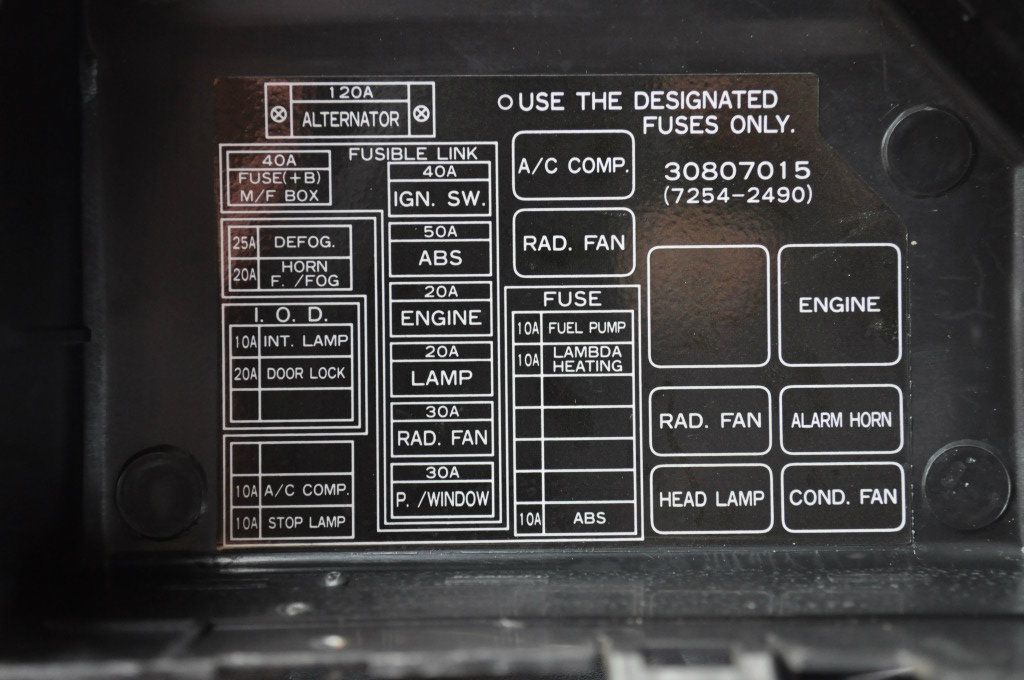 120A
ALTERNATOR
○ USE THE DESIGNATED
FUSES ONLY.
30807015
(7254-2490)
FUSIBLE LINK
40A
FUSE(+B)
M/F BOX
40A
IGN. SW.
50A
ABS
20A
ENGINE
20A
LAMP
30A
RAD. FAN
30A
P. /WINDOW
25A DEFOG.
20A HORN
F. /FOG
I. O. D.
10A INT. LAMP
20A DOOR LOCK
10A A/C COMP.
10A STOP LAMP
A/C COMP.
RAD. FAN
FUSE
10A FUEL PUMP
10A LAMBDA
HEATING
10A ABS
ENGINE
RAD. FAN
ALARM HORN
HEAD LAMP
COND. FAN